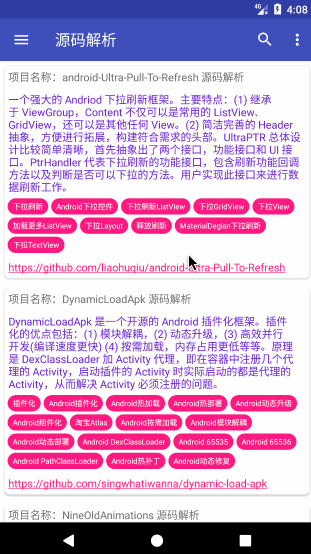 4G 4:08
源码解析
项目名称：android-Ultra-Pull-To-Refresh 源码解析
一个强大的 Andriod 下拉刷新框架。主要特点：(1) 继承
于 ViewGroup，Content 不仅可以是常用的 ListView、
GridView，还可以是其他任何 View。(2) 简洁完善的 Header
抽象，方便进行拓展，构建符合需求的头部。UltraPTR 总体设
计比较简单清晰，首先抽象出了两个接口，功能接口和 UI 接
口。PtrHandler 代表下拉刷新的功能接口，包含刷新功能回调
方法以及判断是否可以下拉的方法。用户实现此接口来进行数
据刷新工作。
下拉刷新 Android下拉控件 下拉刷新ListView 下拉GridView 下拉View
加载更多ListView 下拉Layout 释放刷新 MaterialDegisn下拉刷新
下拉TextView
https://github.com/liaohuqiu/android-Ultra-Pull-To-Refresh
项目名称：DynamicLoadApk 源码解析
DynamicLoadApk 是一个开源的 Android 插件化框架。插件
化的优点包括：(1) 模块解耦，(2) 动态升级，(3) 高效并行
开发(编译速度更快) (4) 按需加载，内存占用更低等等。原理
是 DexClassLoader 加 Activity 代理，即在容器中注册几个代
理的 Activity，启动插件的 Activity 时实际启动的都是代理的
Activity，从而解决 Activity 必须注册的问题。
插件化 Android插件化 Android热加载 Android热部署 Android动态升级
Android组件化 淘宝Atlas Android按需加载 Android模块解耦
Android动态部署 Android DexClassLoader Android 65535 Android 65536
Android PathClassLoader Android热补丁 Android动态修复
https://github.com/singwhatiwanna/dynamic-load-apk
项目名称：NineOldAnimations 源码解析